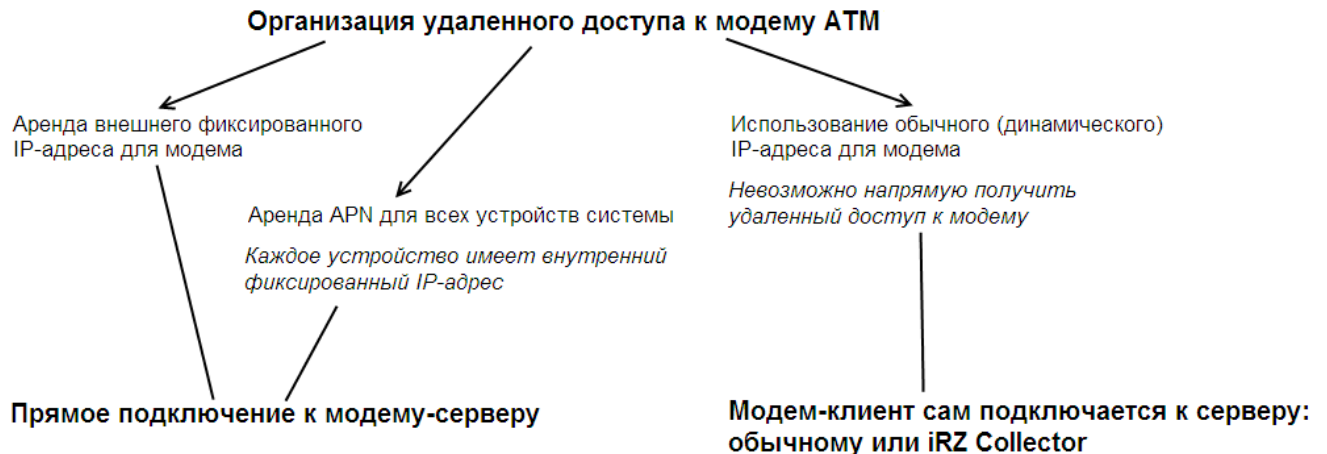 Организация удаленного доступа к модему ATM
Аренда внешнего фиксированного
IP-адреса для модема
Аренда APN для всех устройств системы
Каждое устройство имеет внутренний
фиксированный IP-адрес
Использование обычного (динамического)
IP-адреса для модема
Невозможно напрямую получить
удаленный доступ к модему
Прямое подключение к модему-серверу
Модем-клиент сам подключается к серверу:
обычному или iRZ Collector